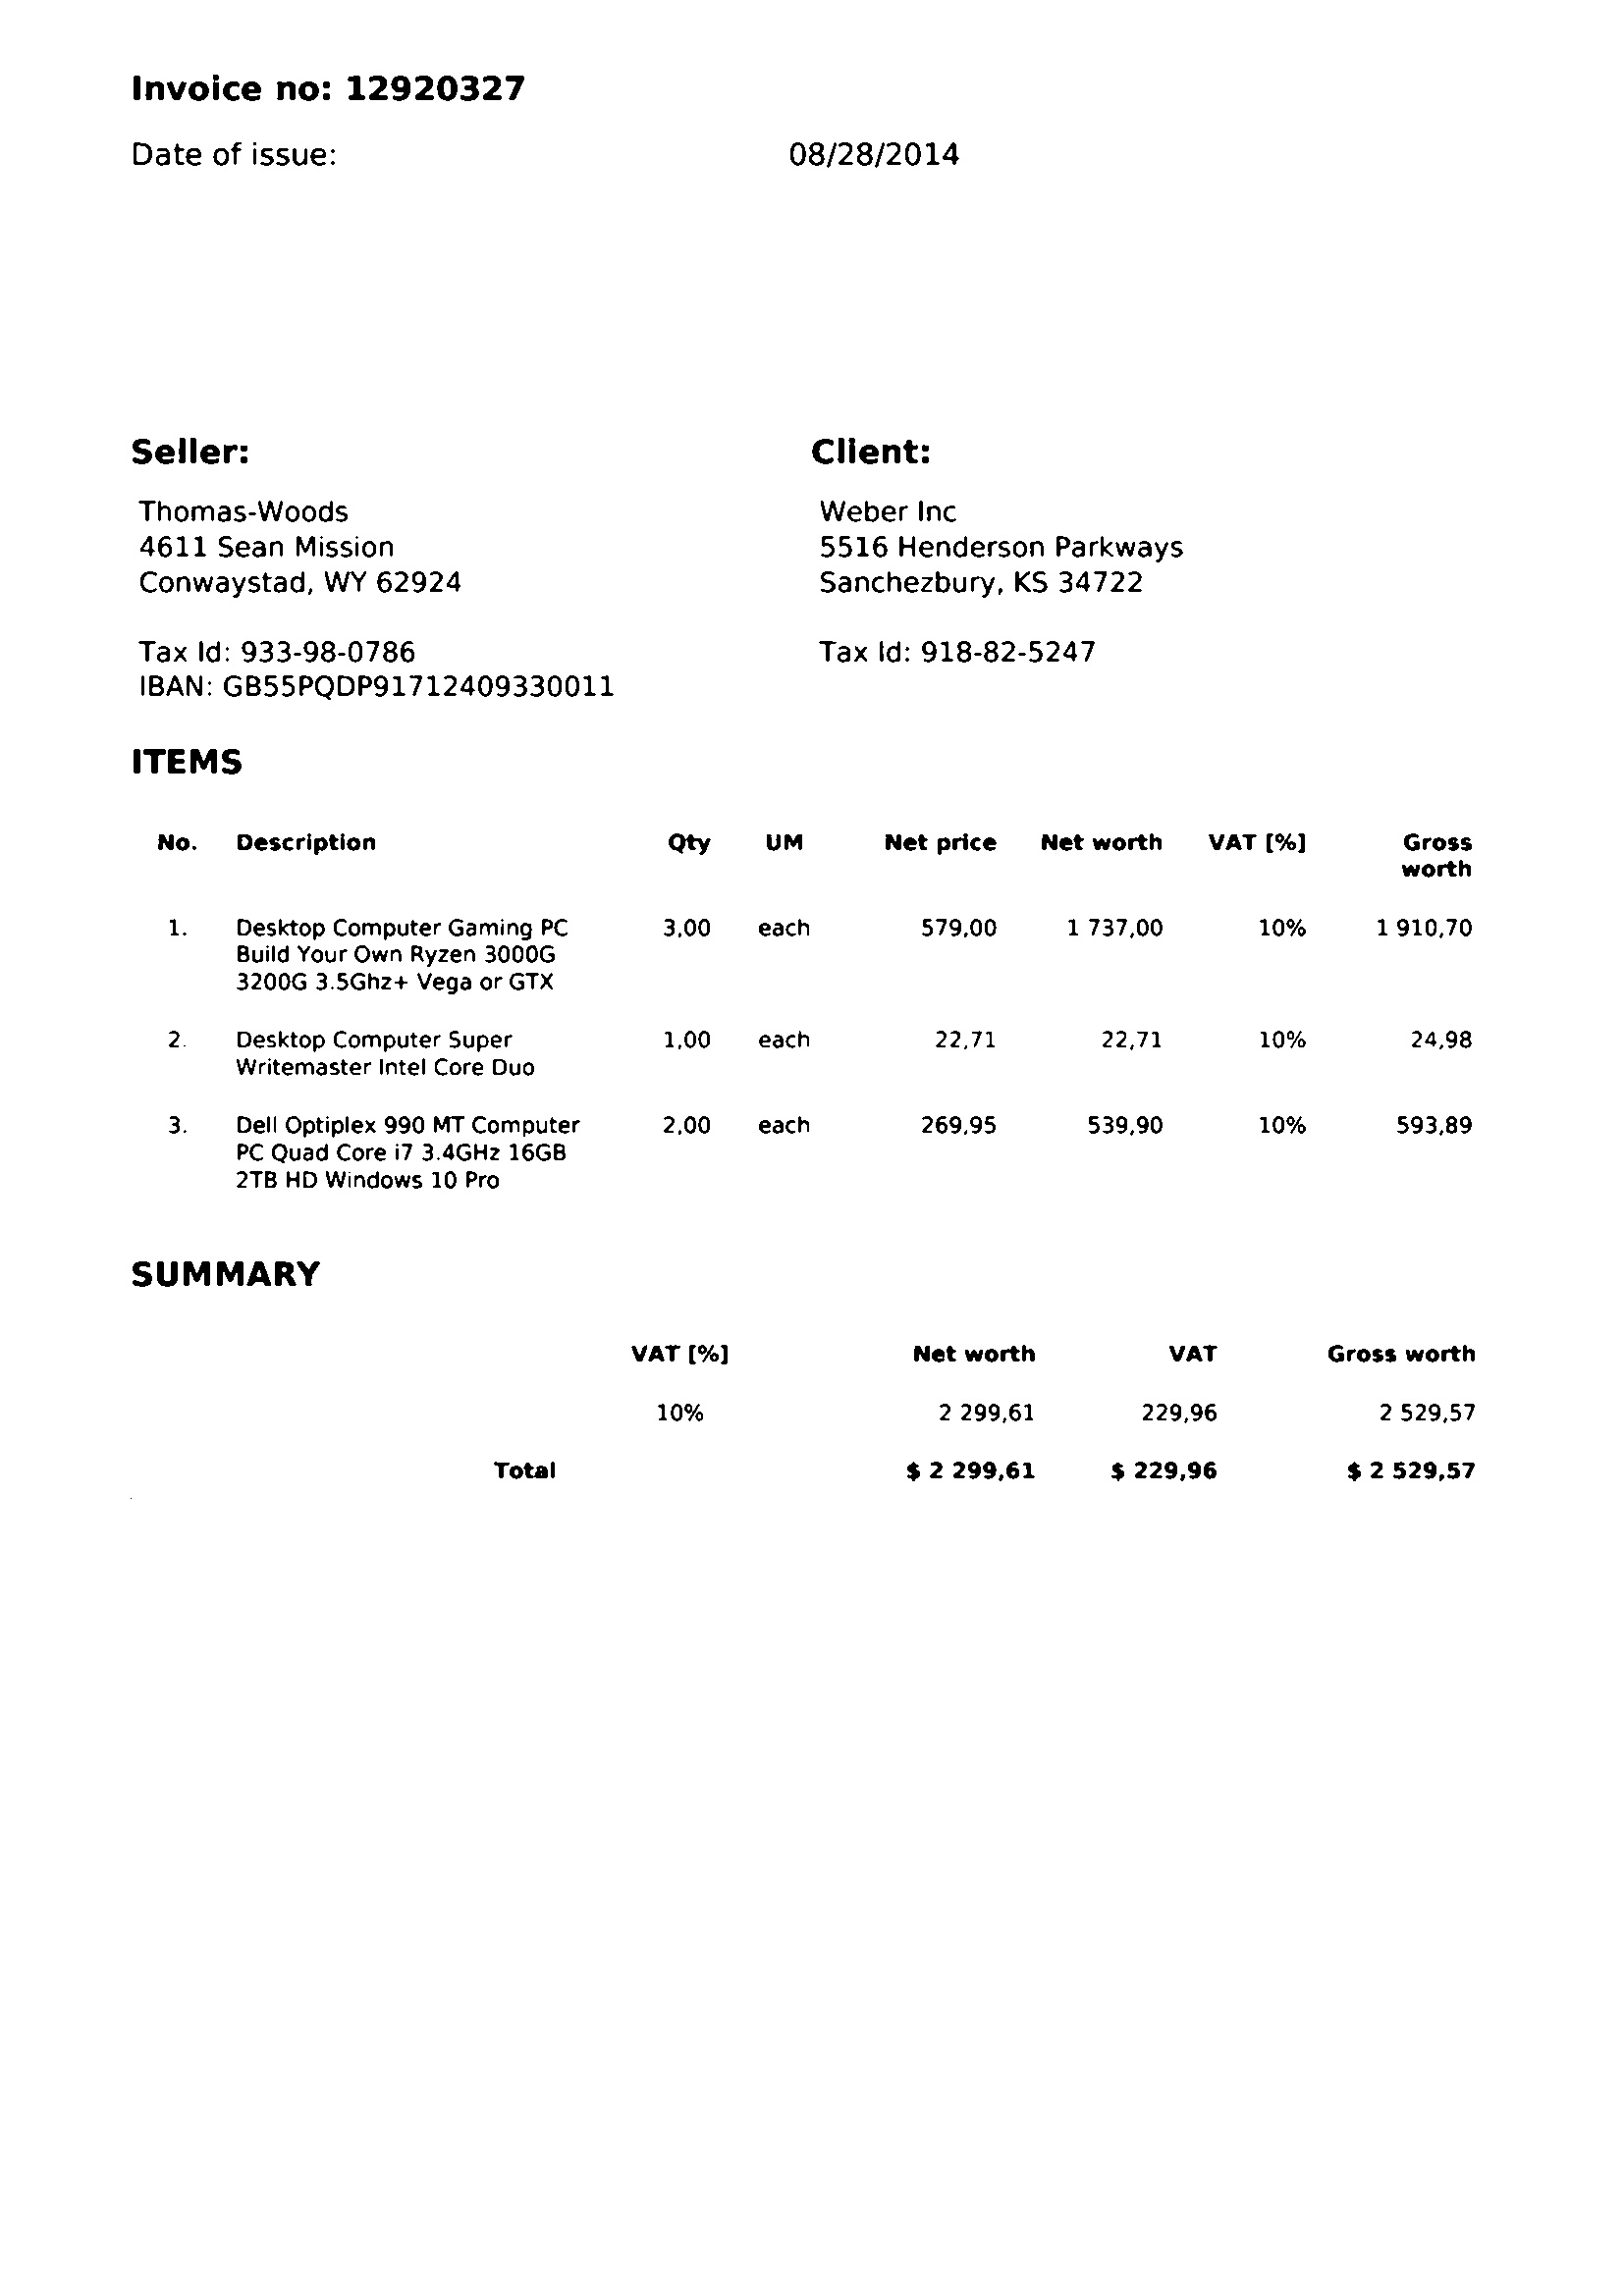 Invoice no: 12920327
Date of issue: 08/28/2014
Seller: Client:
Thomas-Woods Weber Inc
4611 Sean Mission 5516 Henderson Parkways
Conwaystad, WY 62924 Sanchezbury, KS 34722
Tax Id: 933-98-0786 Tax Id: 918-82-5247
IBAN: GB55PQDP91712409330011
ITEMS
No. Description Qty UM Net price Net worth VAT [%] Gross
worth
1. Desktop Computer Gaming PC 3,00 each 579,00 1 737,00 10% 1 910,70
Build Your Own Ryzen 3000G
3200G 3.5Ghz+ Vega or GTX
2. Desktop Computer Super 1,00 each 22,71 22,71 10% 24,98
Writemaster Intel Core Duo
3. Dell Optiplex 990 MT Computer 2,00 each 269,95 539,90 10% 593,89
PC Quad Core i7 3.4GHz 16GB
2TB HD Windows 10 Pro
SUMMARY
VAT [%] Net worth VAT Gross worth
10% 2 299,61 229,96 2 529,57
Total $ 2 299,61 $ 229,96 $ 2 529,57